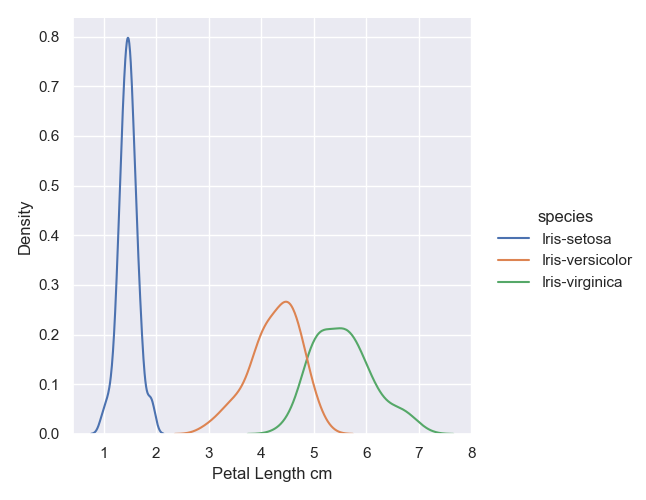 0.8
0.7
0.6
0.5
0.4
0.3
0.2
0.1
0.0
Density
1 2 3 4 5 6 7 8
Petal Length cm
species
Iris-setosa
Iris-versicolor
Iris-virginica